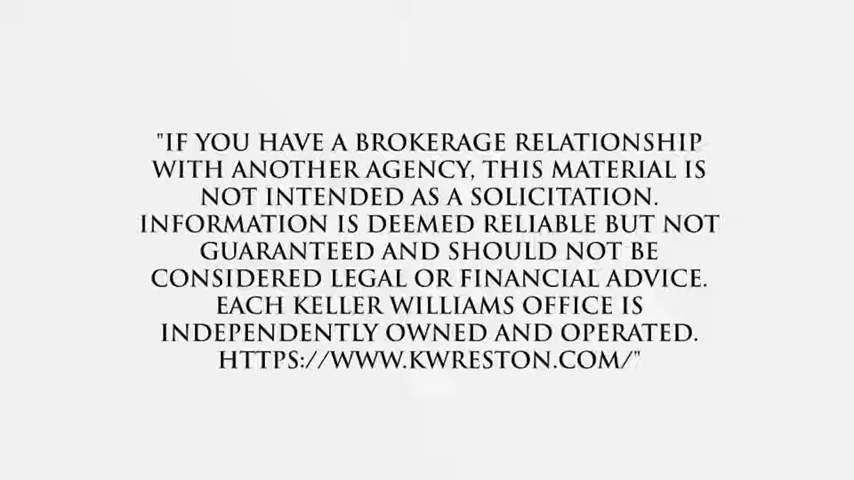 "IF YOU HAVE A BROKERAGE RELATIONSHIP
WITH ANOTHER AGENCY, THIS MATERIAL IS
NOT INTENDED AS A SOLICITATION.
INFORMATION IS DEEMED RELIABLE BUT NOT
GUARANTEED AND SHOULD NOT BE
CONSIDERED LEGAL OR FINANCIAL ADVICE.
EACH KELLER WILLIAMS OFFICE IS
INDEPENDENTLY OWNED AND OPERATED.
HTTPS://WWW.KWRESTON.COM/"